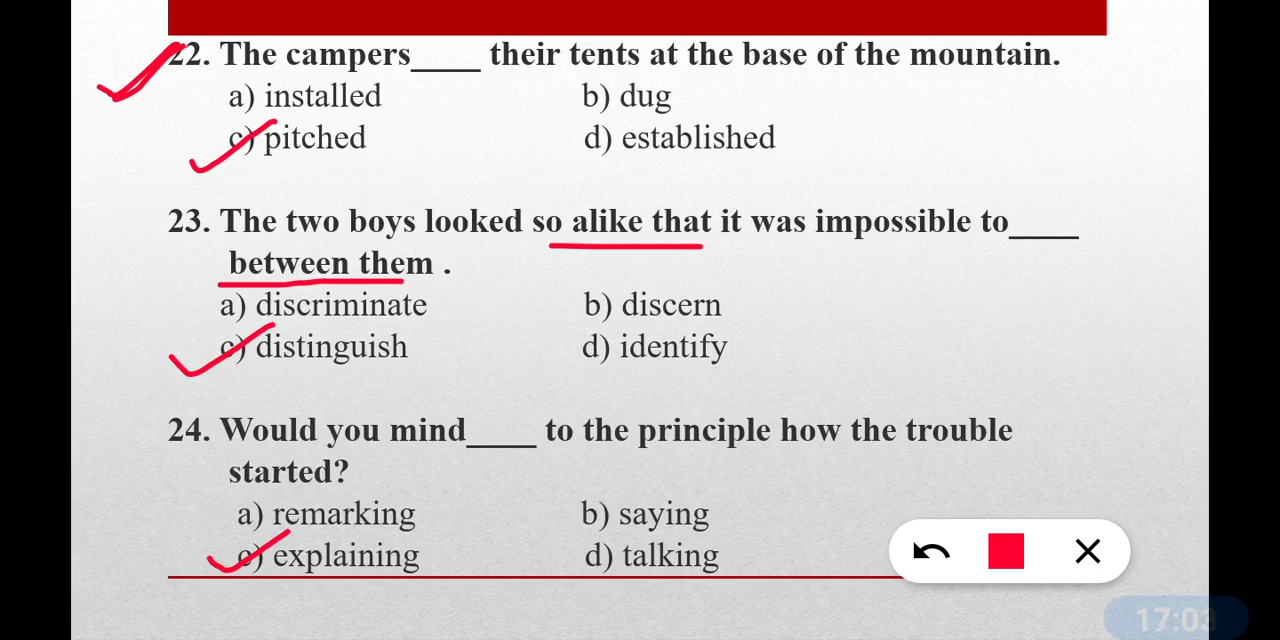 22. The campers____ their tents at the base of the mountain.
a) installed b) dug
c) pitched d) established
23. The two boys looked so alike that it was impossible to____
between them .
a) discriminate b) discern
c) distinguish d) identify
24. Would you mind____ to the principle how the trouble
started?
a) remarking b) saying
c) explaining d) talking
17:03